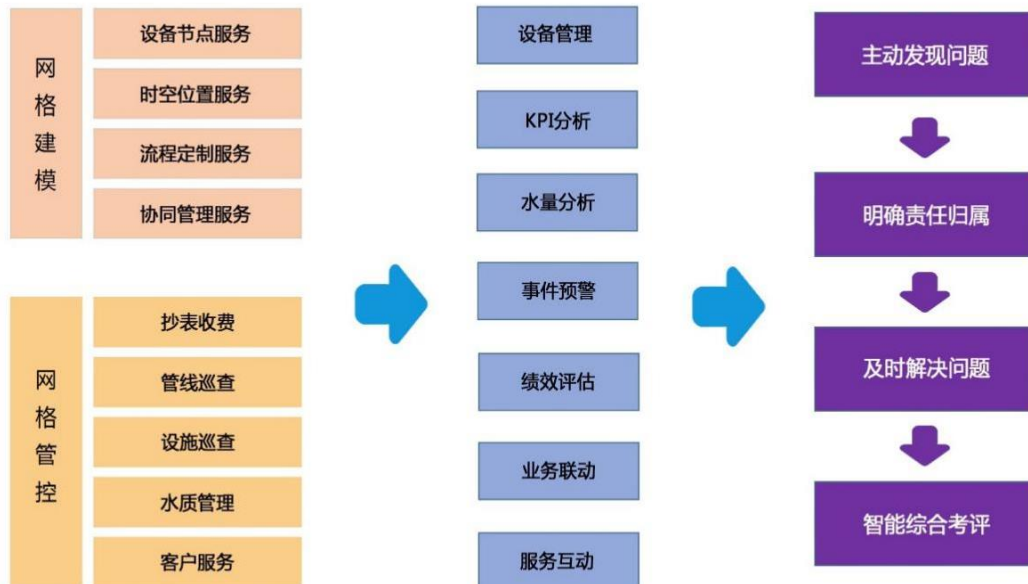 网格建模
设备节点服务
时空位置服务
流程定制服务
协同管理服务
网格管控
抄表收费
管线巡查
设施巡查
水质管理
客户服务
设备管理
KPI分析
水量分析
事件预警
绩效评估
业务联动
服务互动
主动发现问题
明确责任归属
及时解决问题
智能综合考评